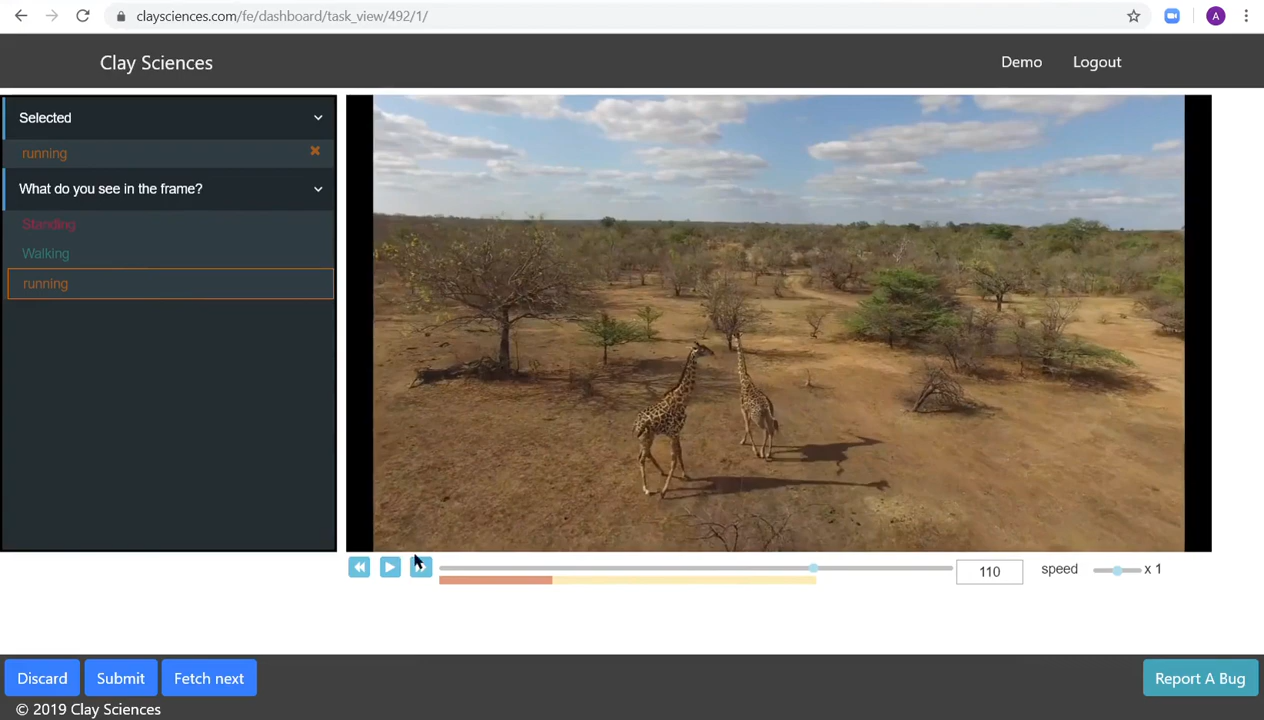 claysciences.com/fe/dashboard/task_view/492/1/
A
Clay Sciences
Demo
Logout
Selected
running
What do you see in the frame?
Standing
Walking
running
110
speed
x 1
Discard
Submit
Fetch next
Report A Bug
© 2019 Clay Sciences